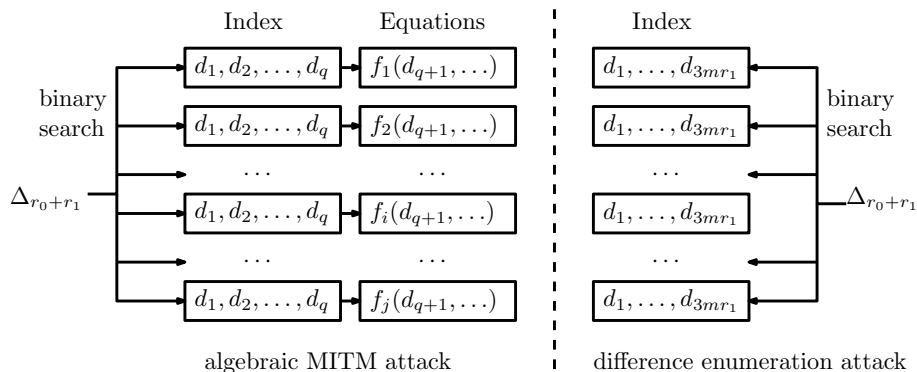 Index Equations Index
d_1, d_2, ..., d_q f_1(d_{q+1}, ...) d_1, ..., d_{3mr_1}
binary search binary search
d_1, d_2, ..., d_q f_2(d_{q+1}, ...) d_1, ..., d_{3mr_1}
... ... ...
Δ_{r_0+r_1} d_1, d_2, ..., d_q f_i(d_{q+1}, ...) d_1, ..., d_{3mr_1} Δ_{r_0+r_1}
... ... ...
d_1, d_2, ..., d_q f_j(d_{q+1}, ...) d_1, ..., d_{3mr_1}
algebraic MITM attack difference enumeration attack